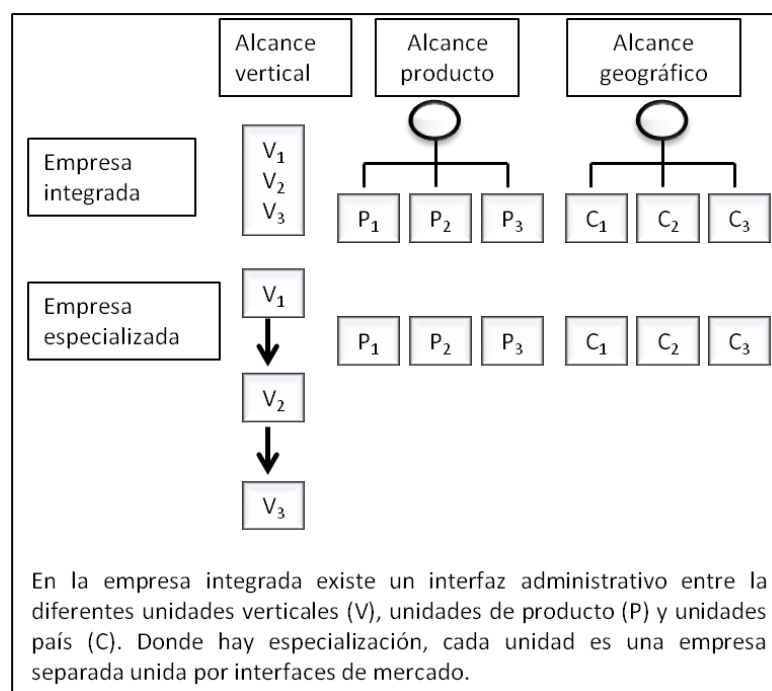 Alcance vertical
Alcance producto
Alcance geográfico
Empresa integrada
V₁
V₂
V₃
P₁ P₂ P₃ C₁ C₂ C₃
Empresa especializada
V₁
P₁ P₂ P₃ C₁ C₂ C₃
V₂
V₃
En la empresa integrada existe un interfaz administrativo entre la
diferentes unidades verticales (V), unidades de producto (P) y unidades
país (C). Donde hay especialización, cada unidad es una empresa
separada unida por interfaces de mercado.